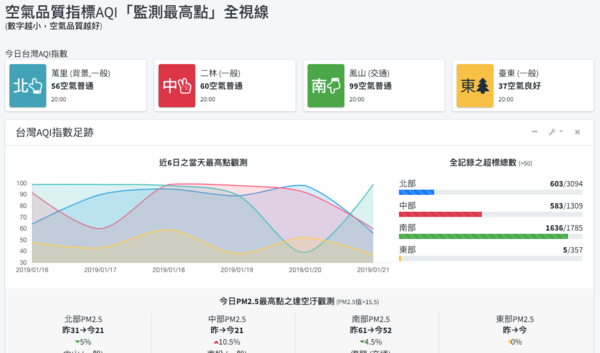 空氣品質指標AQI「監測最高點」全視線
(數字越小，空氣品質越好)
今日台灣AQI指數
北
萬里 (背景,一般)
56空氣普通
20:00
中
二林 (一般)
60空氣普通
20:00
南
鳳山 (交通)
99空氣普通
20:00
東
臺東 (一般)
37空氣良好
20:00
台灣AQI指數足跡
近6日之當天最高點觀測
100
90
80
70
60
50
40
30
2019/01/16
2019/01/17
2019/01/18
2019/01/19
2019/01/20
2019/01/21
全記錄之超標總數 (>50)
北部 603/3094
中部 583/1309
南部 1636/1785
東部 5/357
今日PM2.5最高點之達空汙觀測 (PM2.5值=15.5)
北部PM2.5
昨31→今21
5%
中部PM2.5
昨→今21
10.5%
南部PM2.5
昨61→今52
4.5%
東部PM2.5
昨→今
0%